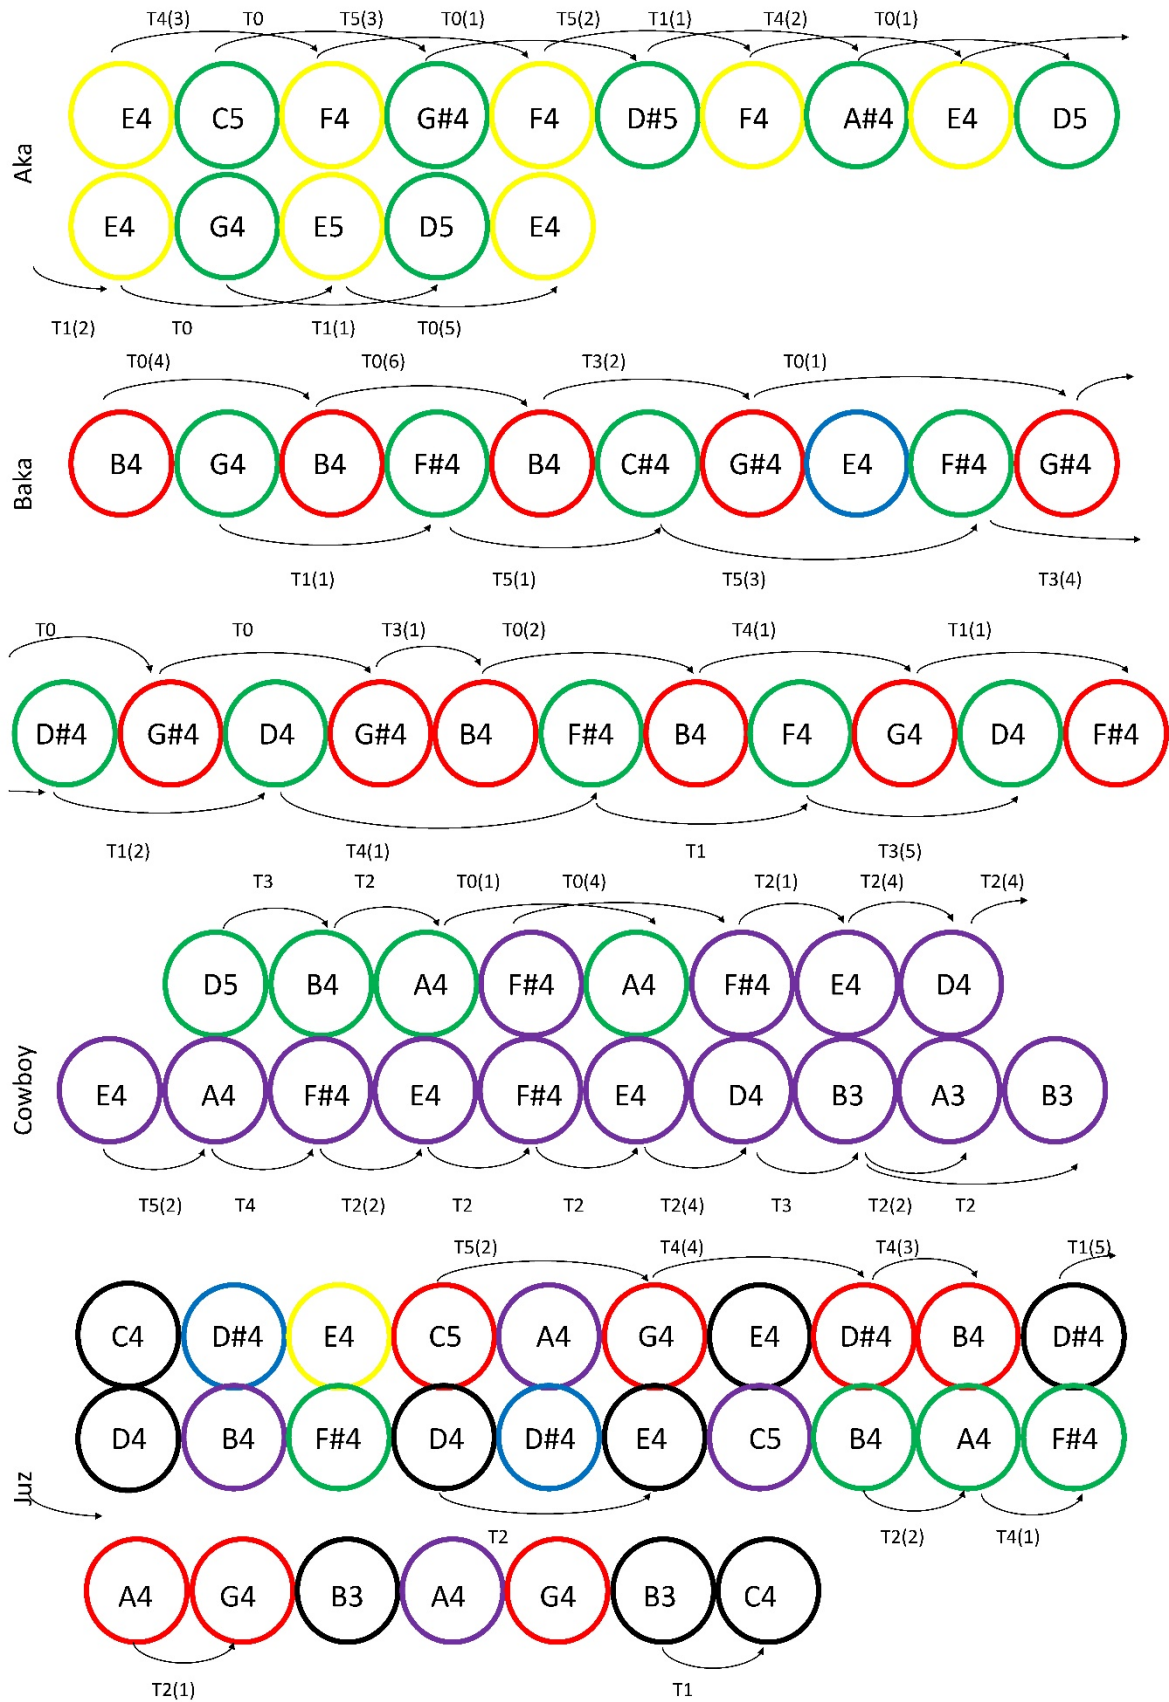 T4(3) T0 T5(3) T0(1) T5(2) T1(1) T4(2) T0(1)
E4 C5 F4 G#4 F4 D#5 F4 A#4 E4 D5
Aka
E4 G4 E5 D5 E4
T1(2) T0 T1(1) T0(5)
T0(4) T0(6) T3(2) T0(1)
B4 G4 B4 F#4 B4 C#4 G#4 E4 F#4 G#4
Baka
T1(1) T5(1) T5(3) T3(4)
T0 T0 T3(1) T0(2) T4(1) T1(1)
D#4 G#4 D4 G#4 B4 F#4 B4 F4 G4 D4 F#4
T1(2) T4(1) T1 T3(5)
T3 T2 T0(1) T0(4) T2(1) T2(4) T2(4)
D5 B4 A4 F#4 A4 F#4 E4 D4
Cowboy
E4 A4 F#4 E4 F#4 E4 D4 B3 A3 B3
T5(2) T4 T2(2) T2 T2 T2(4) T3 T2(2) T2
T5(2) T4(4) T4(3) T1(5)
C4 D#4 E4 C5 A4 G4 E4 D#4 B4 D#4
D4 B4 F#4 D4 D#4 E4 C5 B4 A4 F#4
Juz
T2 T2(2) T4(1)
A4 G4 B3 A4 G4 B3 C4
T2(1) T1